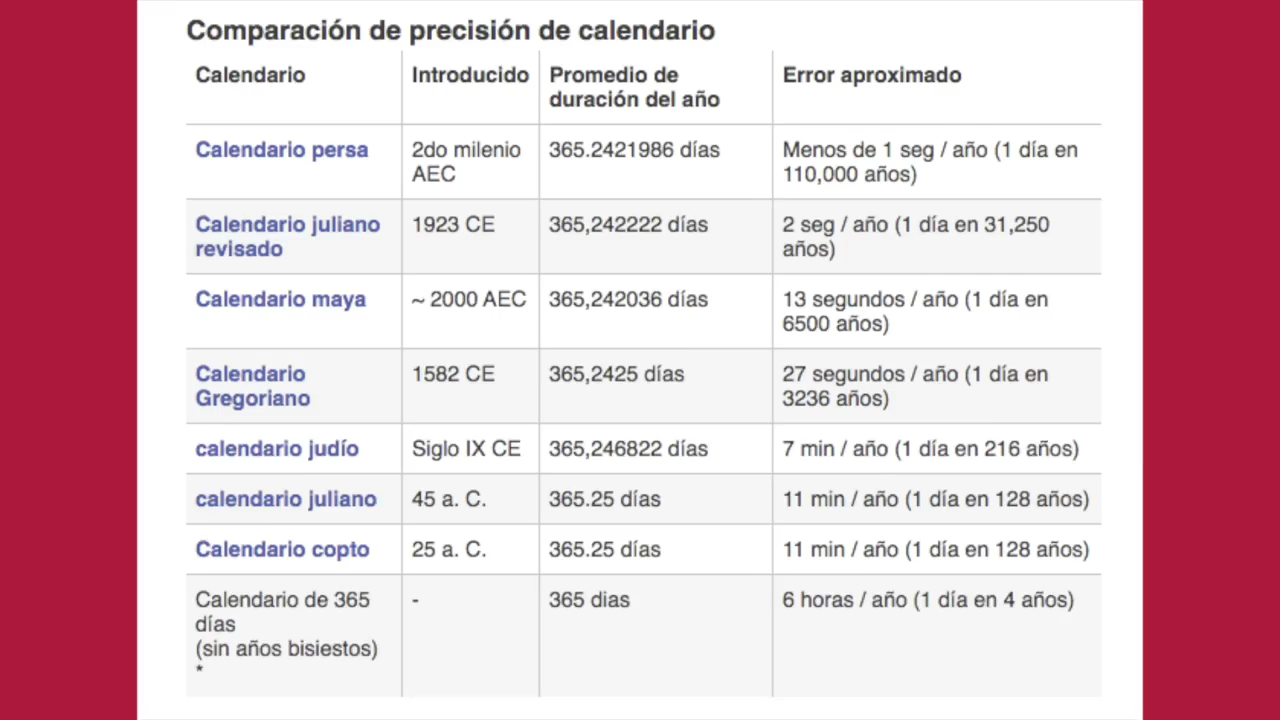 Comparación de precisión de calendario
Calendario Introducido Promedio de duración del año Error aproximado
Calendario persa 2do milenio AEC 365.2421986 días Menos de 1 seg / año (1 día en 110,000 años)
Calendario juliano revisado 1923 CE 365,242222 días 2 seg / año (1 día en 31,250 años)
Calendario maya ~ 2000 AEC 365,242036 días 13 segundos / año (1 día en 6500 años)
Calendario Gregoriano 1582 CE 365,2425 días 27 segundos / año (1 día en 3236 años)
calendario judío Siglo IX CE 365,246822 días 7 min / año (1 día en 216 años)
calendario juliano 45 a. C. 365.25 días 11 min / año (1 día en 128 años)
Calendario copto 25 a. C. 365.25 días 11 min / año (1 día en 128 años)
Calendario de 365 días (sin años bisiestos) * - 365 dias 6 horas / año (1 día en 4 años)